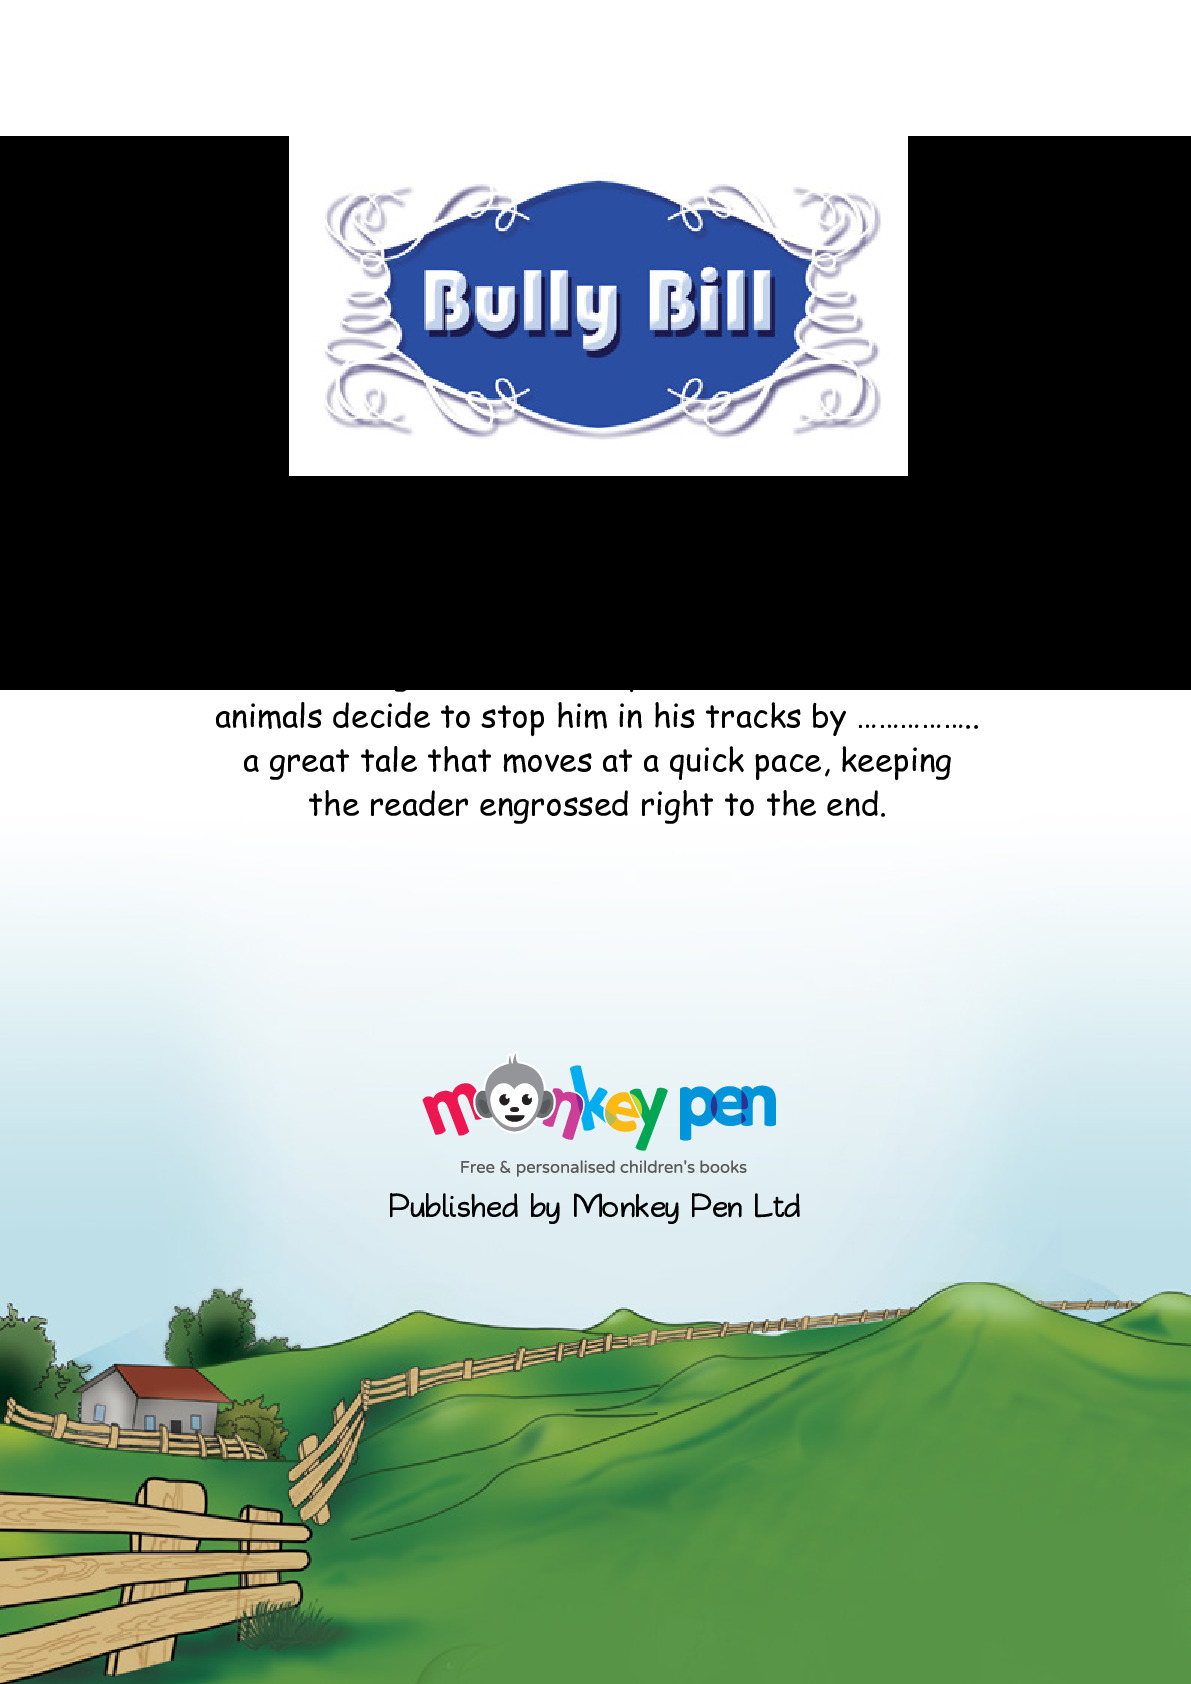 Bully Bill
animals decide to stop him in his tracks by ……………..
a great tale that moves at a quick pace, keeping
the reader engrossed right to the end.
monkey pen
Free & personalised children's books
Published by Monkey Pen Ltd